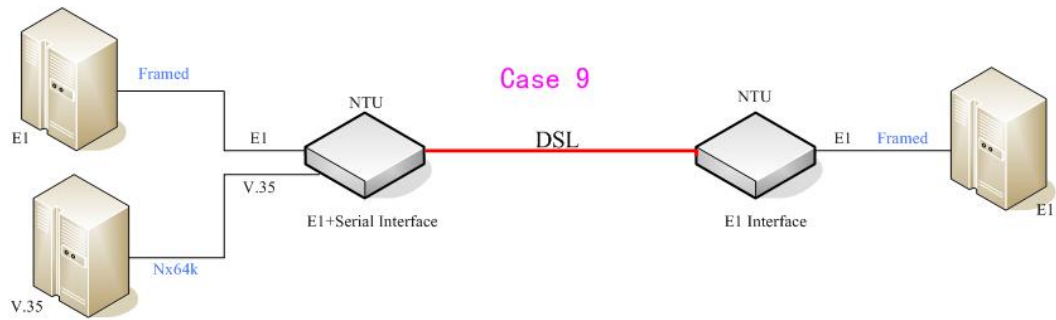 Case 9
Framed
E1
E1
NTU
V.35
E1+Serial Interface
DSL
NTU
E1 Interface
E1
Framed
E1
Nx64k
V.35